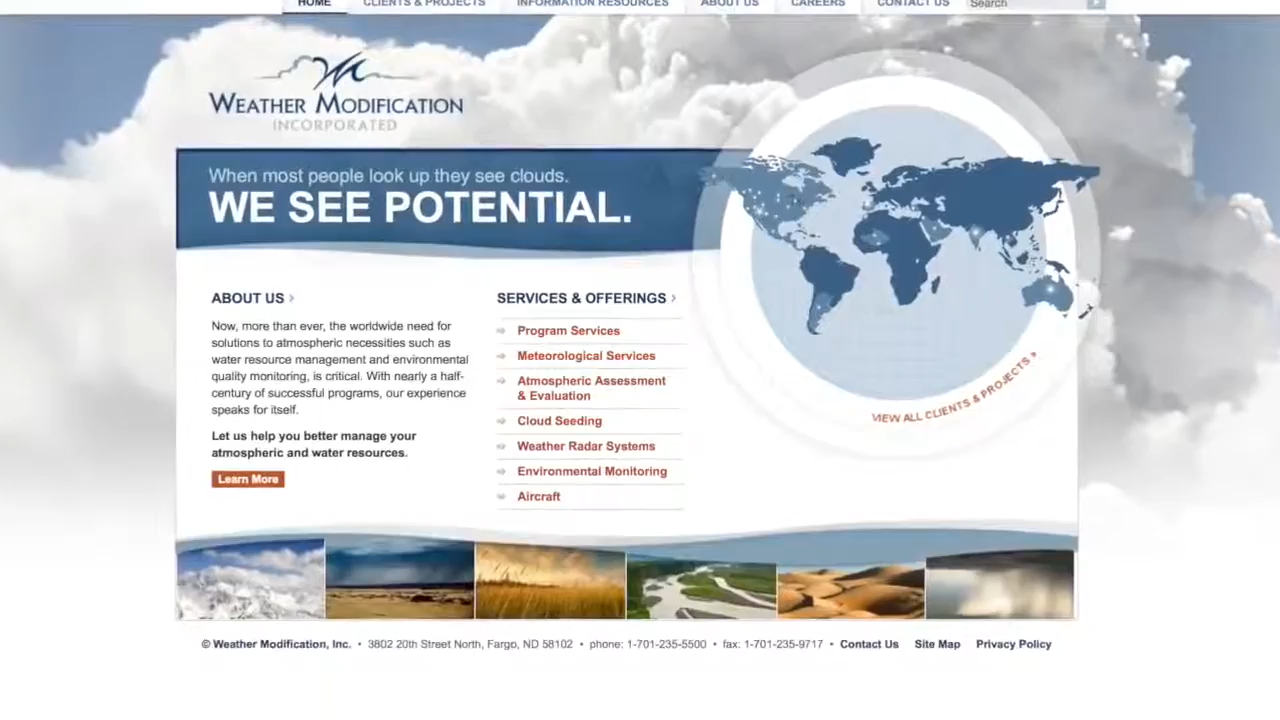 HOME
CLIENTS & PROJECTS
INFORMATION RESOURCES
ABOUT US
CAREERS
CONTACT US
Search
WEATHER MODIFICATION
INCORPORATED
When most people look up they see clouds.
WE SEE POTENTIAL.
ABOUT US
Now, more than ever, the worldwide need for
solutions to atmospheric necessities such as
water resource management and environmental
quality monitoring, is critical. With nearly a half-
century of successful programs, our experience
speaks for itself.
Let us help you better manage your
atmospheric and water resources.
Learn More
SERVICES & OFFERINGS
Program Services
Meteorological Services
Atmospheric Assessment
& Evaluation
Cloud Seeding
Weather Radar Systems
Environmental Monitoring
Aircraft
VIEW ALL CLIENTS & PROJECTS »
© Weather Modification, Inc. • 3802 20th Street North, Fargo, ND 58102 • phone: 1-701-235-5500 • fax: 1-701-235-9717 • Contact Us Site Map Privacy Policy